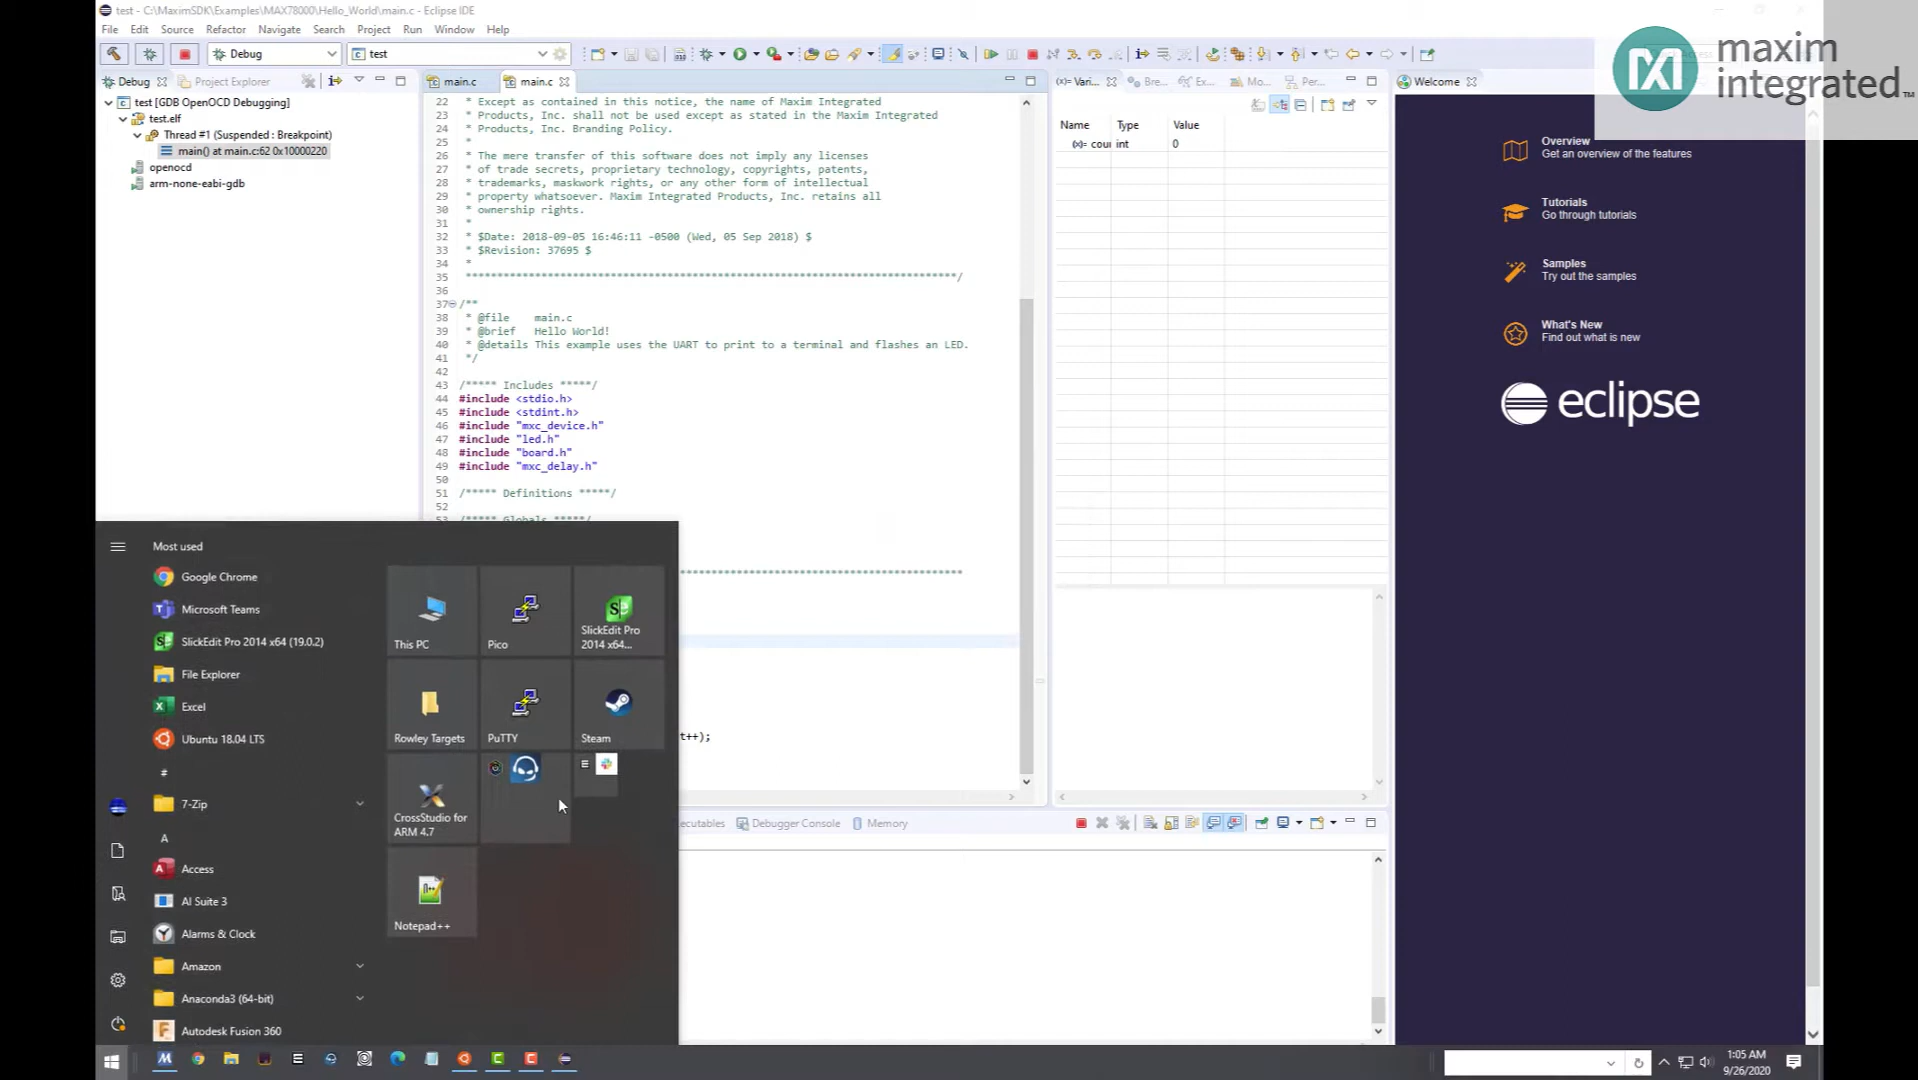 test - C:\MaximSDK\Examples\MAX78000\Hello_World\main.c - Eclipse IDE
File Edit Source Refactor Navigate Search Project Run Window Help
Debug
test
maxim
integrated™
Debug
Project Explorer
test [GDB OpenOCD Debugging]
test.elf
Thread #1 (Suspended : Breakpoint)
main() at main.c:62 0x10000220
openocd
arm-none-eabi-gdb
main.c
main.c
22 * Except as contained in this notice, the name of Maxim Integrated
23 * Products, Inc. shall not be used except as stated in the Maxim Integrated
24 * Products, Inc. Branding Policy.
25 *
26 * The mere transfer of this software does not imply any licenses
27 * of trade secrets, proprietary technology, copyrights, patents,
28 * trademarks, maskwork rights, or any other form of intellectual
29 * property whatsoever. Maxim Integrated Products, Inc. retains all
30 * ownership rights.
31 *
32 * $Date: 2018-09-05 16:46:11 -0500 (Wed, 05 Sep 2018) $
33 * $Revision: 37695 $
34 *
35 ******************************************************************************/
36
37 /**
38 * @file main.c
39 * @brief Hello World!
40 * @details This example uses the UART to print to a terminal and flashes an LED.
41 */
42
43 /***** Includes *****/
44 #include <stdio.h>
45 #include <stdint.h>
46 #include "mxc_device.h"
47 #include "led.h"
48 #include "board.h"
49 #include "mxc_delay.h"
50
51 /***** Definitions *****/
52
53 /***** Globals *****/
t++);
Vari...
Bre...
Ex...
Mo...
Per...
Name Type Value
(x)= cou int 0
Welcome
Overview
Get an overview of the features
Tutorials
Go through tutorials
Samples
Try out the samples
What's New
Find out what is new
eclipse
ecutables
Debugger Console
Memory
Most used
Google Chrome
Microsoft Teams
SlickEdit Pro 2014 x64 (19.0.2)
File Explorer
Excel
Ubuntu 18.04 LTS
#
7-Zip
A
Access
AI Suite 3
Alarms & Clock
Amazon
Anaconda3 (64-bit)
Autodesk Fusion 360
This PC
Pico
SlickEdit Pro
2014 x64...
Rowley Targets
PuTTY
Steam
CrossStudio for
ARM 4.7
Notepad++
1:05 AM
9/26/2020